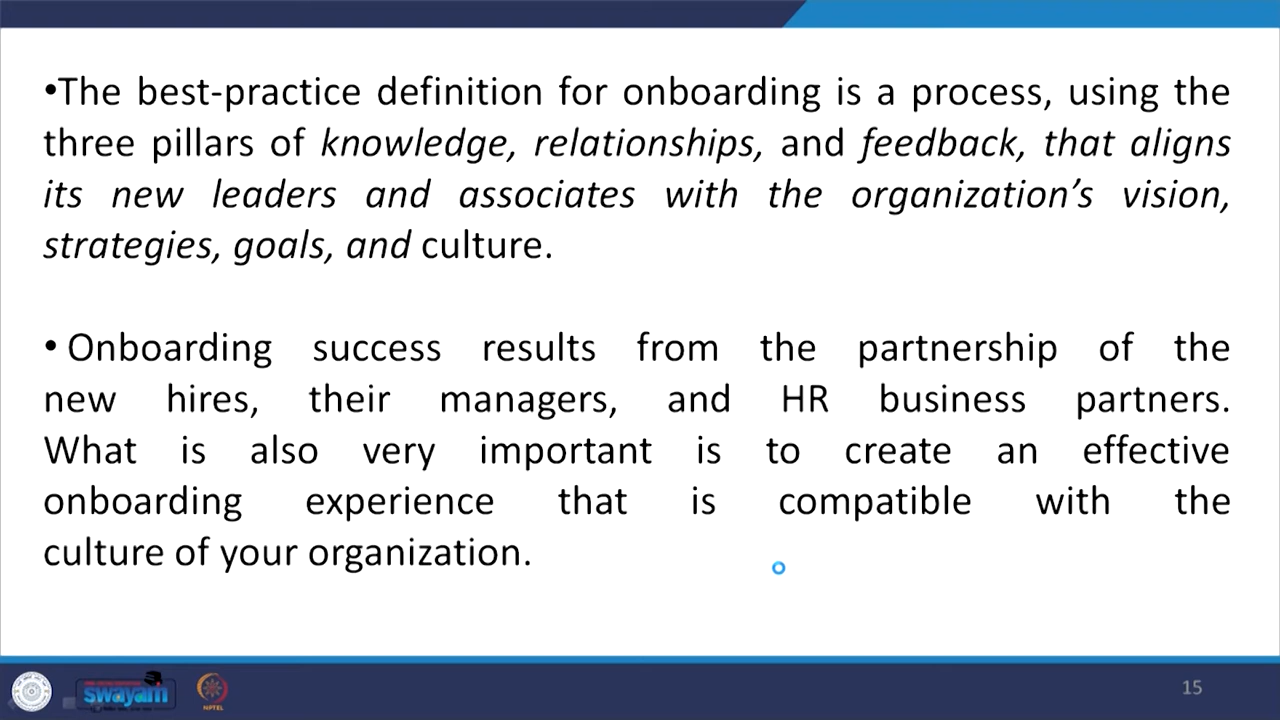 •The best-practice definition for onboarding is a process, using the
three pillars of knowledge, relationships, and feedback, that aligns
its new leaders and associates with the organization’s vision,
strategies, goals, and culture.
• Onboarding success results from the partnership of the
new hires, their managers, and HR business partners.
What is also very important is to create an effective
onboarding experience that is compatible with the
culture of your organization.
swayam
NPTEL
15